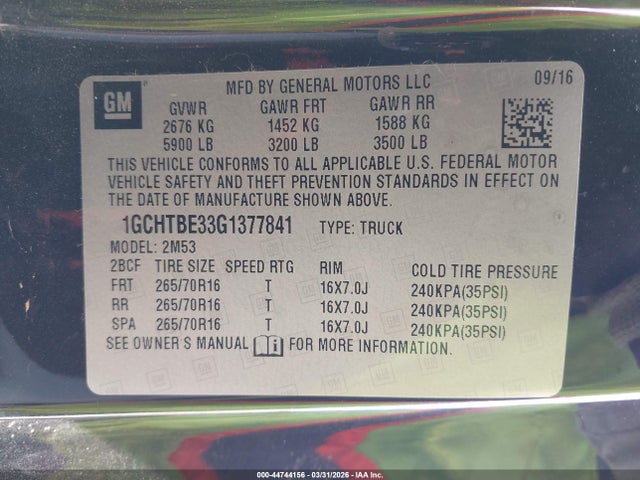 GM
MFD BY GENERAL MOTORS LLC 09/16
GVWR GAWR FRT GAWR RR
2676 KG 1452 KG 1588 KG
5900 LB 3200 LB 3500 LB
THIS VEHICLE CONFORMS TO ALL APPLICABLE U.S. FEDERAL MOTOR
VEHICLE SAFETY AND THEFT PREVENTION STANDARDS IN EFFECT ON
THE DATE OF MANUFACTURE SHOWN ABOVE.
1GCHTBE33G1377841 TYPE: TRUCK
MODEL: 2M53
2BCF TIRE SIZE SPEED RTG RIM COLD TIRE PRESSURE
FRT 265/70R16 T 16X7.0J 240KPA(35PSI)
RR 265/70R16 T 16X7.0J 240KPA(35PSI)
SPA 265/70R16 T 16X7.0J 240KPA(35PSI)
SEE OWNER'S MANUAL FOR MORE INFORMATION.
000-44744156 - 03/31/2026 - COPYRIGHT IAA, LLC